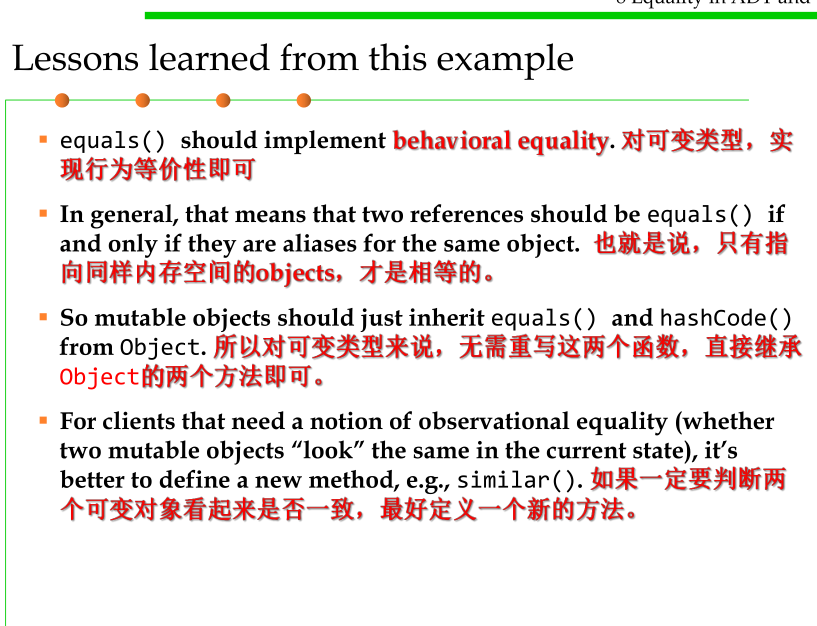 8 Equality in ADT and
Lessons learned from this example
equals() should implement behavioral equality. 对可变类型，实
现行为等价性即可
In general, that means that two references should be equals() if
and only if they are aliases for the same object. 也就是说，只有指
向同样内存空间的objects，才是相等的。
So mutable objects should just inherit equals() and hashCode()
from Object. 所以对可变类型来说，无需重写这两个函数，直接继承
Object的两个方法即可。
For clients that need a notion of observational equality (whether
two mutable objects “look” the same in the current state), it’s
better to define a new method, e.g., similar(). 如果一定要判断两
个可变对象看起来是否一致，最好定义一个新的方法。